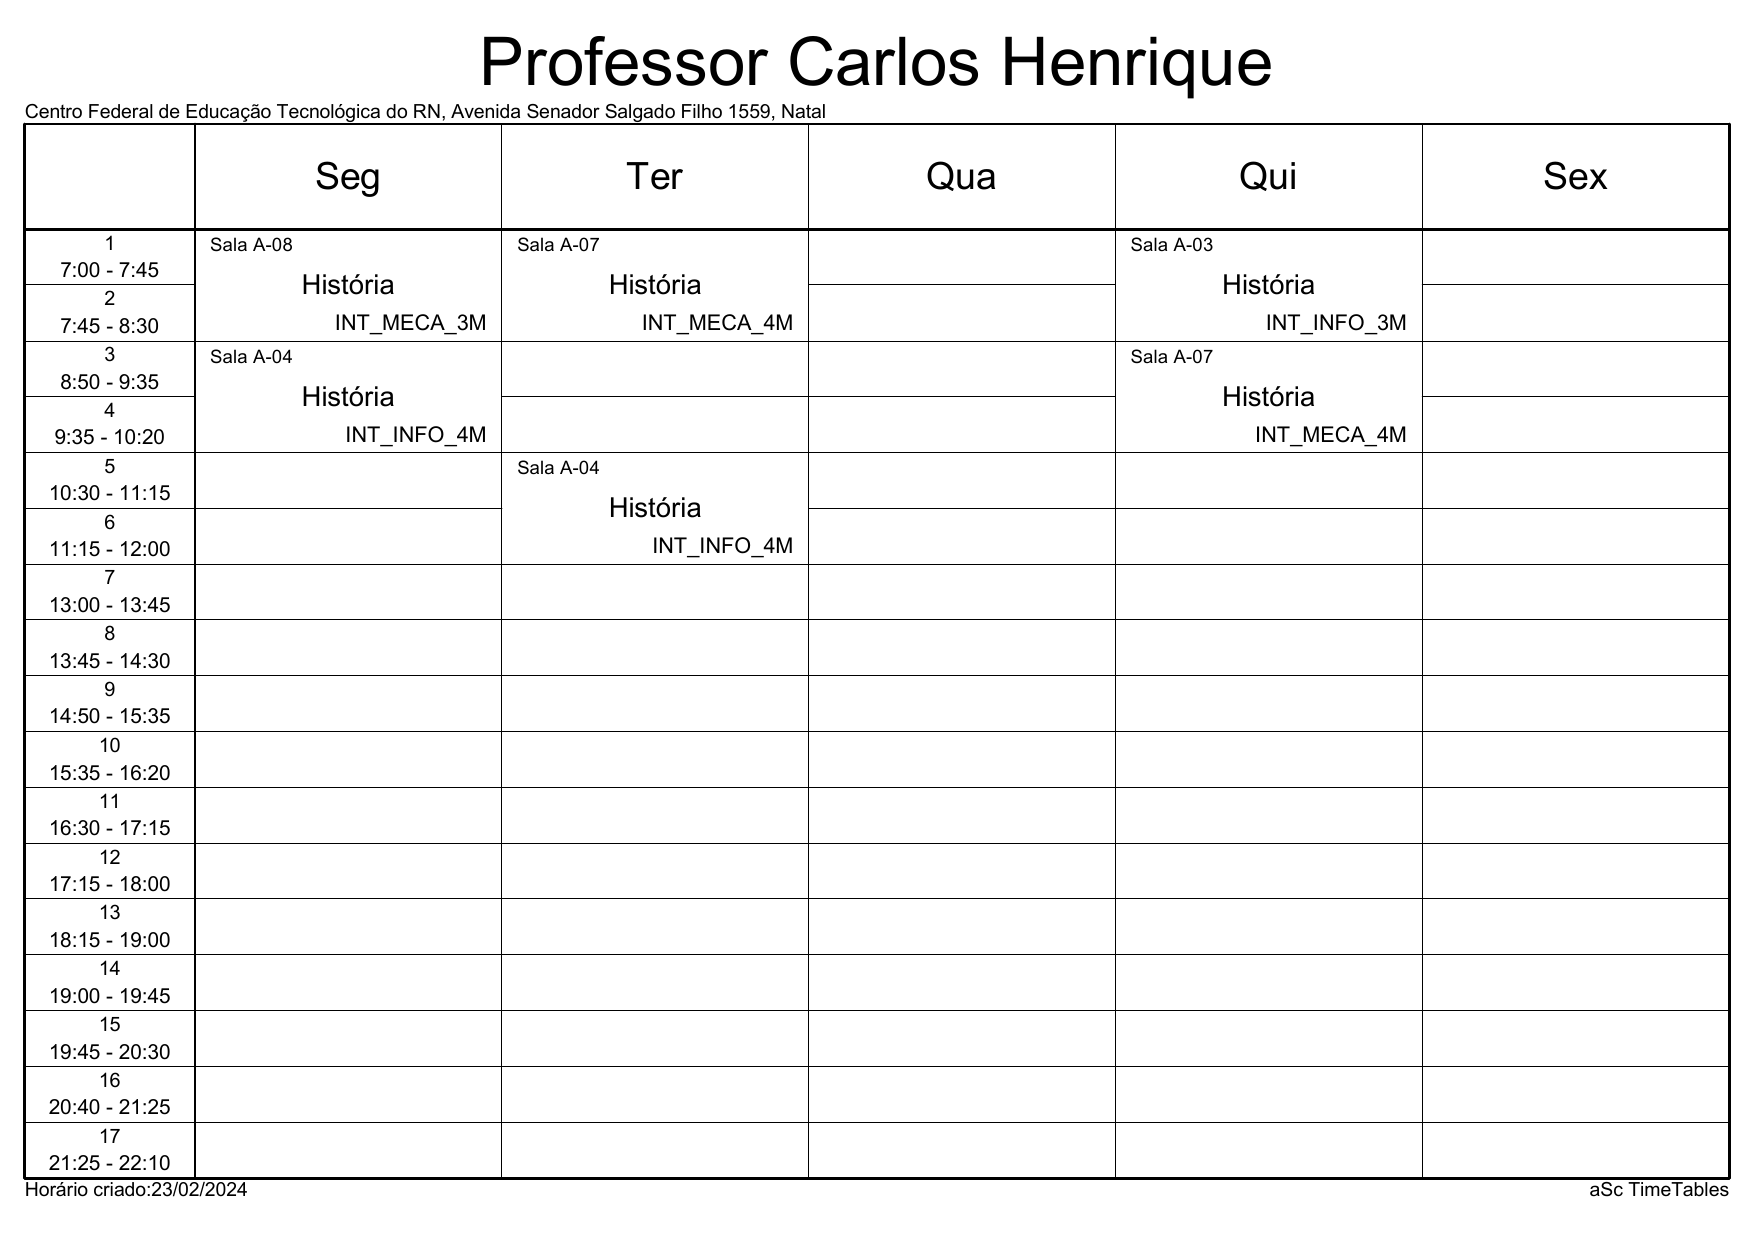 Professor Carlos Henrique
Centro Federal de Educação Tecnológica do RN, Avenida Senador Salgado Filho 1559, Natal
Seg Ter Qua Qui Sex
1
7:00 - 7:45
2
7:45 - 8:30
Sala A-08
História
INT_MECA_3M
Sala A-07
História
INT_MECA_4M
Sala A-03
História
INT_INFO_3M
3
8:50 - 9:35
4
9:35 - 10:20
Sala A-04
História
INT_INFO_4M
Sala A-07
História
INT_MECA_4M
5
10:30 - 11:15
6
11:15 - 12:00
Sala A-04
História
INT_INFO_4M
7
13:00 - 13:45
8
13:45 - 14:30
9
14:50 - 15:35
10
15:35 - 16:20
11
16:30 - 17:15
12
17:15 - 18:00
13
18:15 - 19:00
14
19:00 - 19:45
15
19:45 - 20:30
16
20:40 - 21:25
17
21:25 - 22:10
Horário criado:23/02/2024
aSc TimeTables